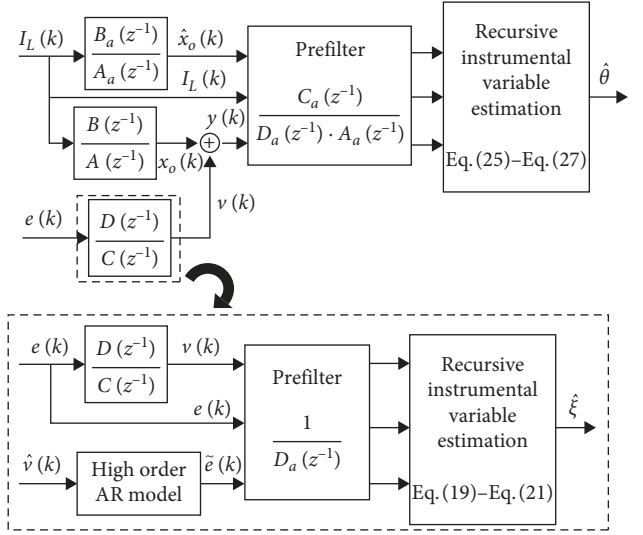 I_L (k)
B_a (z⁻¹)
A_a (z⁻¹)
x̂_o (k)
I_L (k)
B (z⁻¹)
A (z⁻¹)
x_o (k)
y (k)
+
Prefilter
C_a (z⁻¹)
D_a (z⁻¹) · A_a (z⁻¹)
Recursive
instrumental
variable
estimation
Eq. (25)–Eq. (27)
θ̂
e (k)
D (z⁻¹)
C (z⁻¹)
v (k)
e (k)
D (z⁻¹)
C (z⁻¹)
v (k)
e (k)
v̂ (k)
High order
AR model
ẽ (k)
Prefilter
1
D_a (z⁻¹)
Recursive
instrumental
variable
estimation
Eq. (19)–Eq. (21)
ξ̂